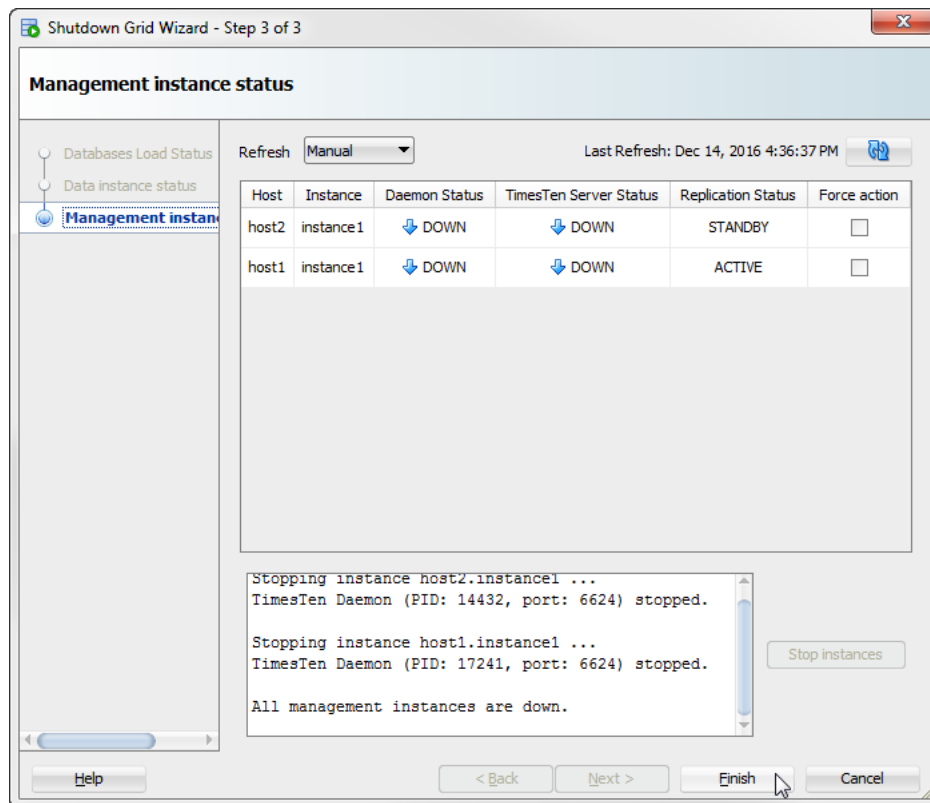 Shutdown Grid Wizard - Step 3 of 3
Management instance status
Databases Load Status
Data instance status
Management instan
Refresh Manual Last Refresh: Dec 14, 2016 4:36:37 PM
Host Instance Daemon Status TimesTen Server Status Replication Status Force action
host2 instance1 DOWN DOWN STANDBY
host1 instance1 DOWN DOWN ACTIVE
Stopping instance host2.instance1 ...
TimesTen Daemon (PID: 14432, port: 6624) stopped.
Stopping instance host1.instance1 ...
TimesTen Daemon (PID: 17241, port: 6624) stopped.
All management instances are down.
Stop instances
Help < Back Next > Finish Cancel